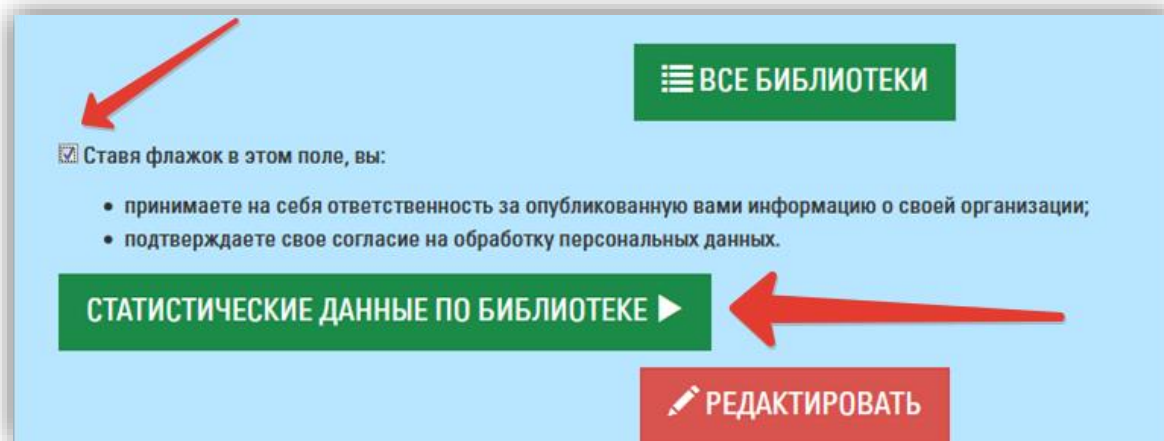 ВСЕ БИБЛИОТЕКИ
Ставя флажок в этом поле, вы:
• принимаете на себя ответственность за опубликованную вами информацию о своей организации;
• подтверждаете свое согласие на обработку персональных данных.
СТАТИСТИЧЕСКИЕ ДАННЫЕ ПО БИБЛИОТЕКЕ
РЕДАКТИРОВАТЬ